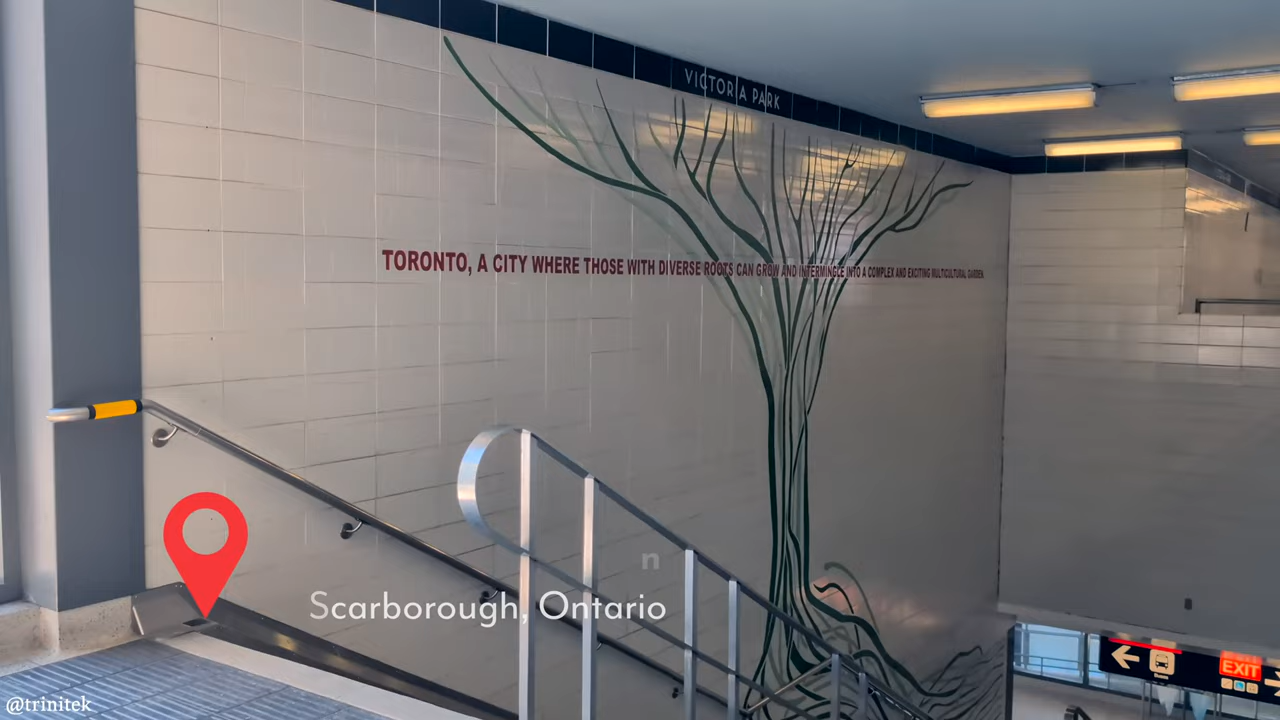 VICTORIA PARK
TORONTO, A CITY WHERE THOSE WITH DIVERSE ROOTS CAN GROW AND INTERMINGLE INTO A COMPLEX AND EXCITING MULTICULTURAL GARDEN
n
Scarborough, Ontario
EXIT
@trinitek